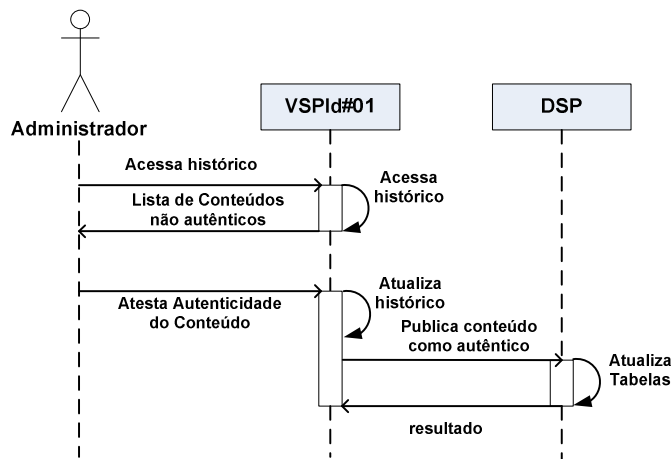 Administrador
VSPId#01
DSP
Acessa histórico
Acessa
histórico
Lista de Conteúdos
não autênticos
Atesta Autenticidade
do Conteúdo
Atualiza
histórico
Publica conteúdo
como autêntico
Atualiza
Tabelas
resultado